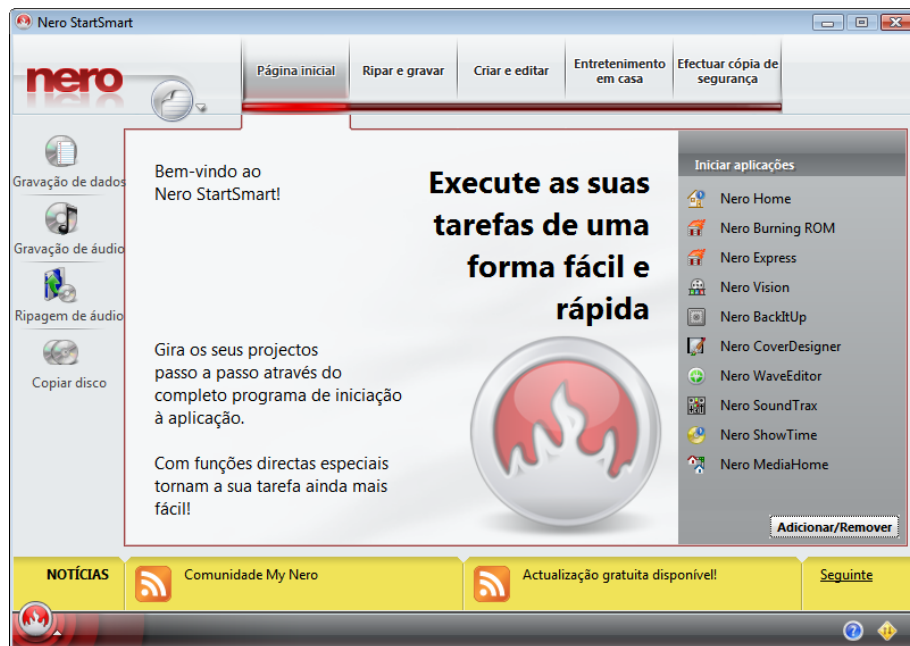 Nero StartSmart
nero
Página inicial
Ripar e gravar
Criar e editar
Entretenimento
em casa
Efectuar cópia de
segurança
Gravação de dados
Gravação de áudio
Ripagem de áudio
Copiar disco
Bem-vindo ao
Nero StartSmart!
Execute as suas
tarefas de uma
forma fácil e
rápida
Gira os seus projectos
passo a passo através do
completo programa de iniciação
à aplicação.
Com funções directas especiais
tornam a sua tarefa ainda mais
fácil!
Iniciar aplicações
Nero Home
Nero Burning ROM
Nero Express
Nero Vision
Nero BackItUp
Nero CoverDesigner
Nero WaveEditor
Nero SoundTrax
Nero ShowTime
Nero MediaHome
Adicionar/Remover
NOTÍCIAS
Comunidade My Nero
Actualização gratuita disponível!
Seguinte